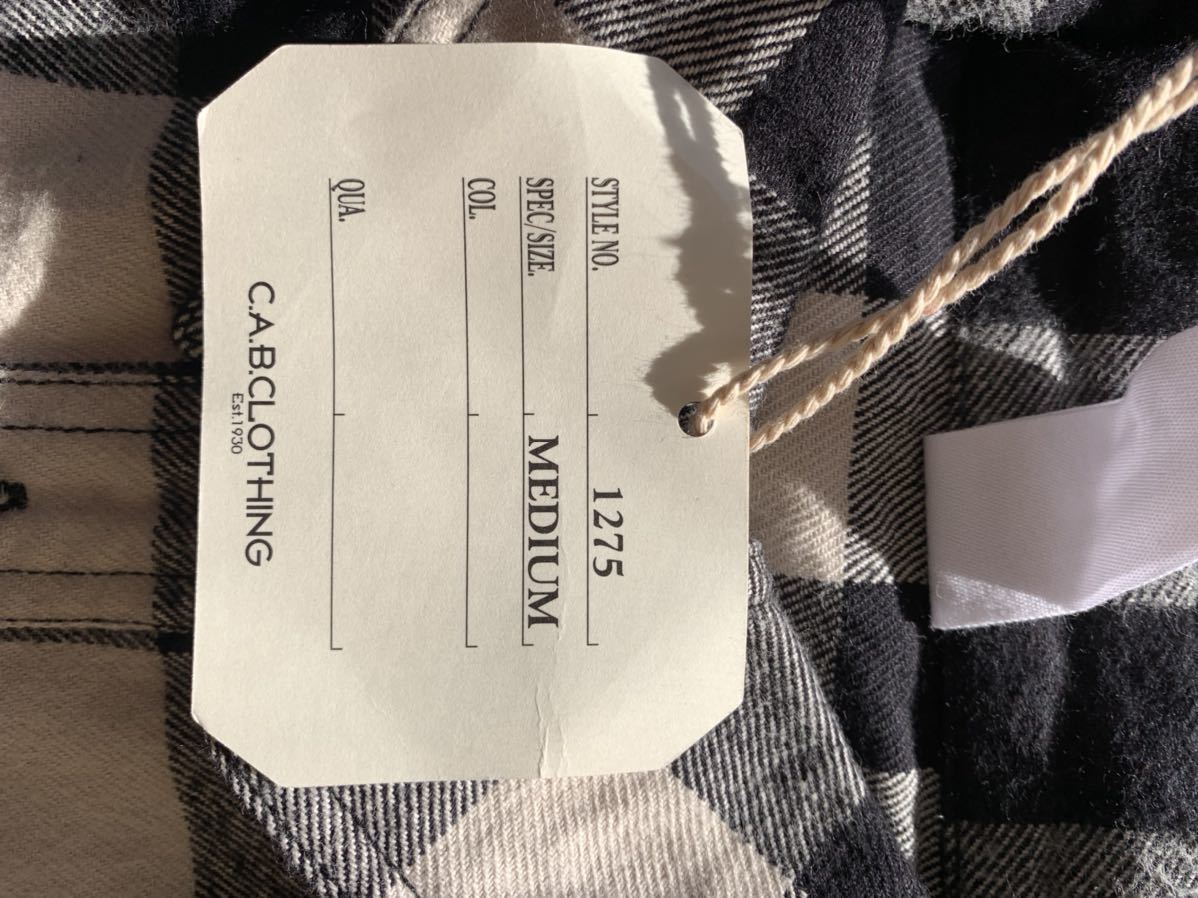 STYLE NO. 1275
SPEC/SIZE. MEDIUM
COL.
QUA.
C.A.B.CLOTHING
Est.1930